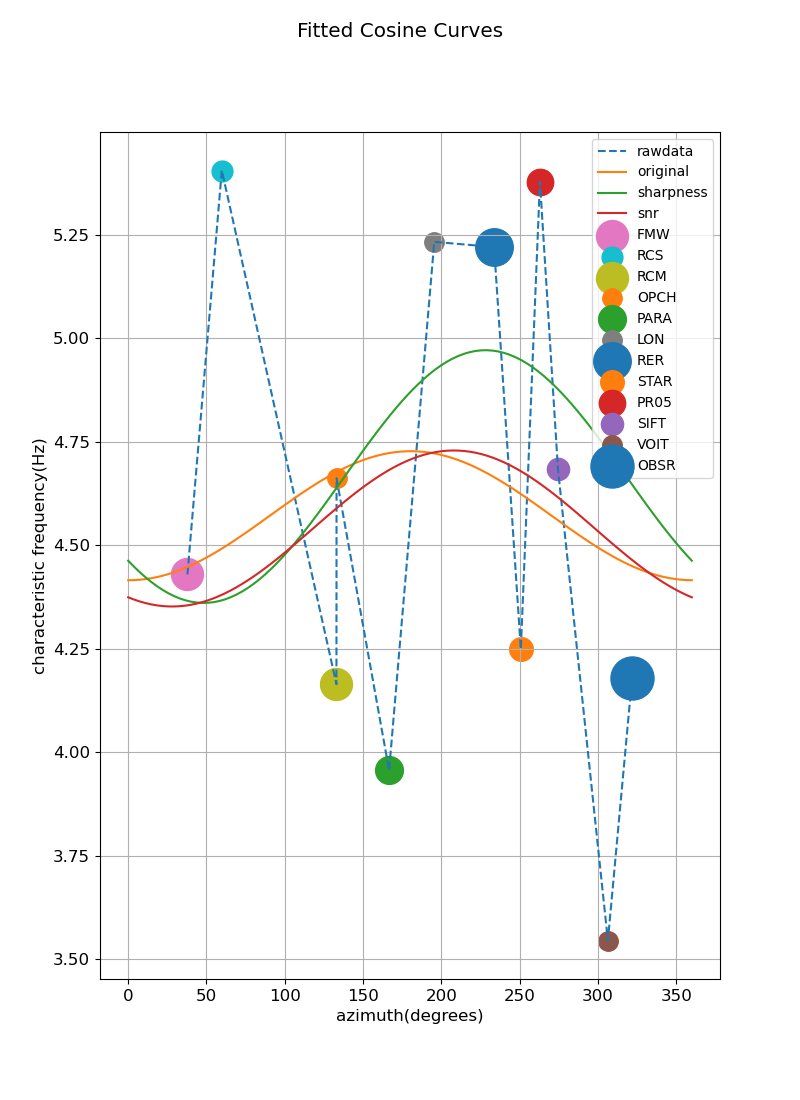 Fitted Cosine Curves
rawdata
original
sharpness
snr
FMW
RCS
RCM
OPCH
PARA
LON
RER
STAR
PR05
SIFT
VOIT
OBSR
characteristic frequency(Hz)
5.25
5.00
4.75
4.50
4.25
4.00
3.75
3.50
0 50 100 150 200 250 300 350
azimuth(degrees)